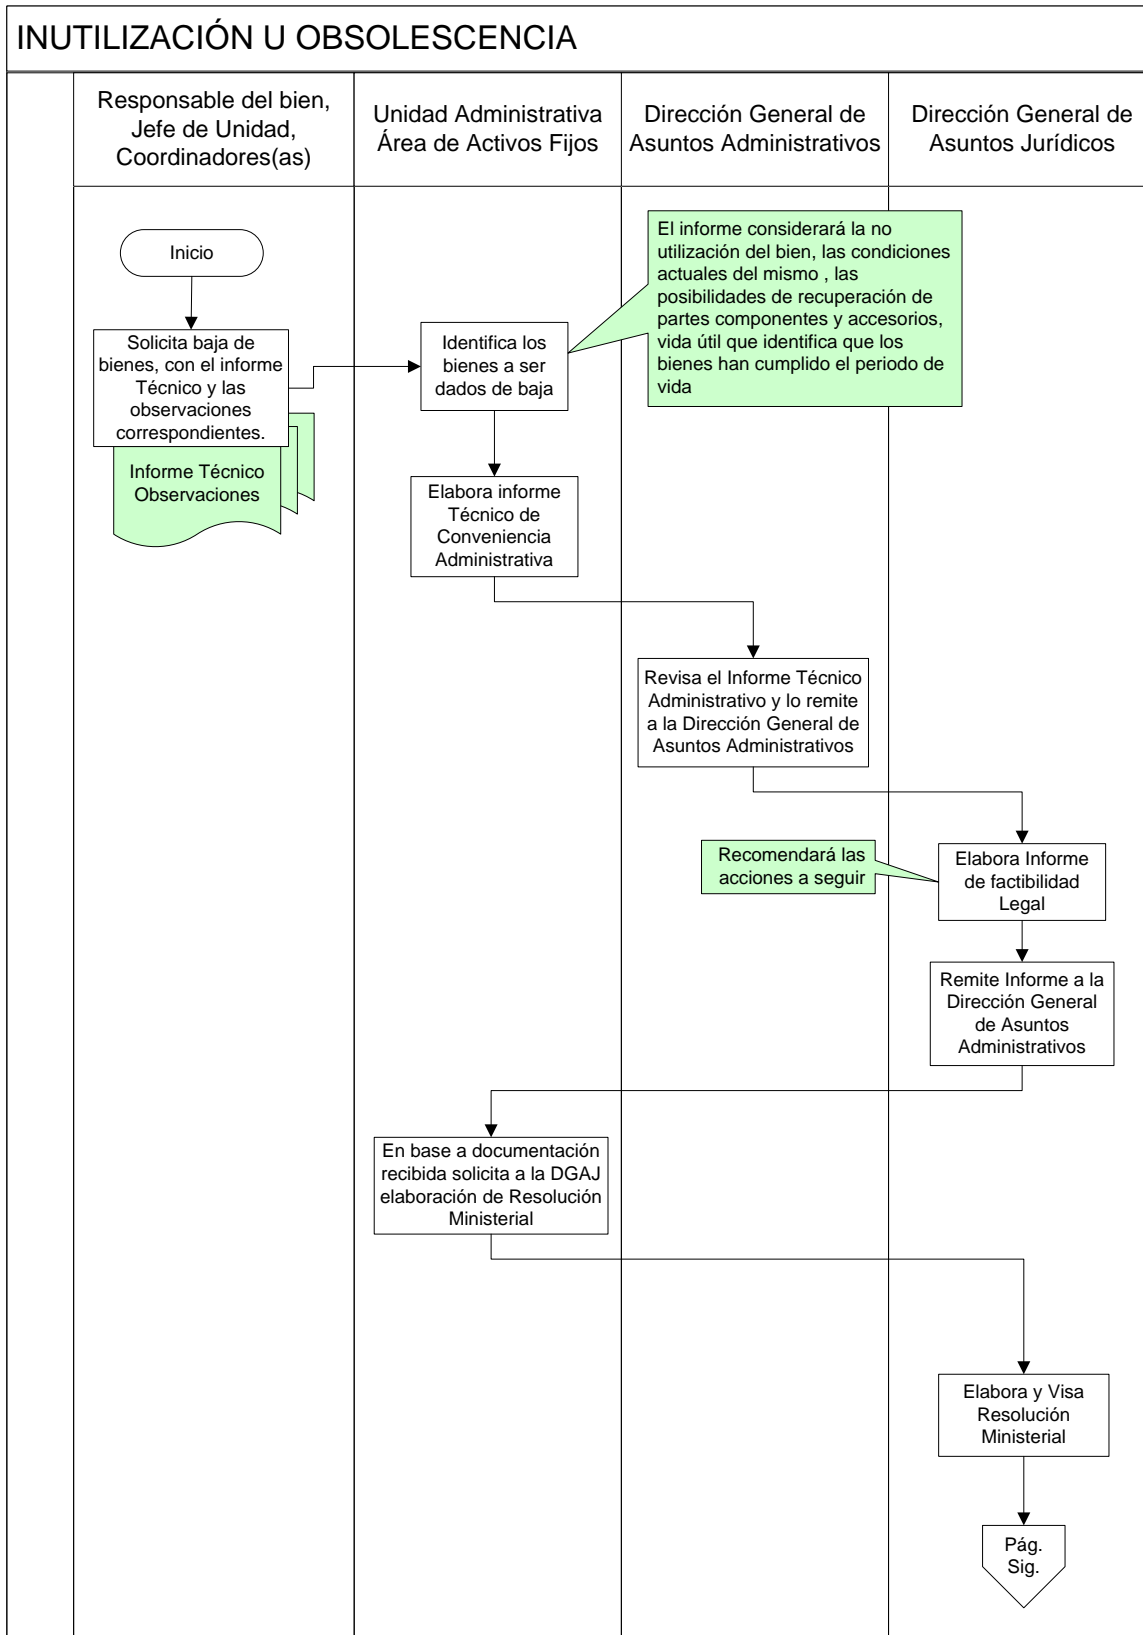 INUTILIZACIÓN U OBSOLESCENCIA
Responsable del bien,
Jefe de Unidad,
Coordinadores(as)
Unidad Administrativa
Área de Activos Fijos
Dirección General de
Asuntos Administrativos
Dirección General de
Asuntos Jurídicos
Inicio
El informe considerará la no
utilización del bien, las condiciones
actuales del mismo , las
posibilidades de recuperación de
partes componentes y accesorios,
vida útil que identifica que los
bienes han cumplido el periodo de
vida
Solicita baja de
bienes, con el informe
Técnico y las
observaciones
correspondientes.
Informe Técnico
Observaciones
Identifica los
bienes a ser
dados de baja
Elabora informe
Técnico de
Conveniencia
Administrativa
Revisa el Informe Técnico
Administrativo y lo remite
a la Dirección General de
Asuntos Administrativos
Recomendará las
acciones a seguir
Elabora Informe
de factibilidad
Legal
Remite Informe a la
Dirección General
de Asuntos
Administrativos
En base a documentación
recibida solicita a la DGAJ
elaboración de Resolución
Ministerial
Elabora y Visa
Resolución
Ministerial
Pág.
Sig.